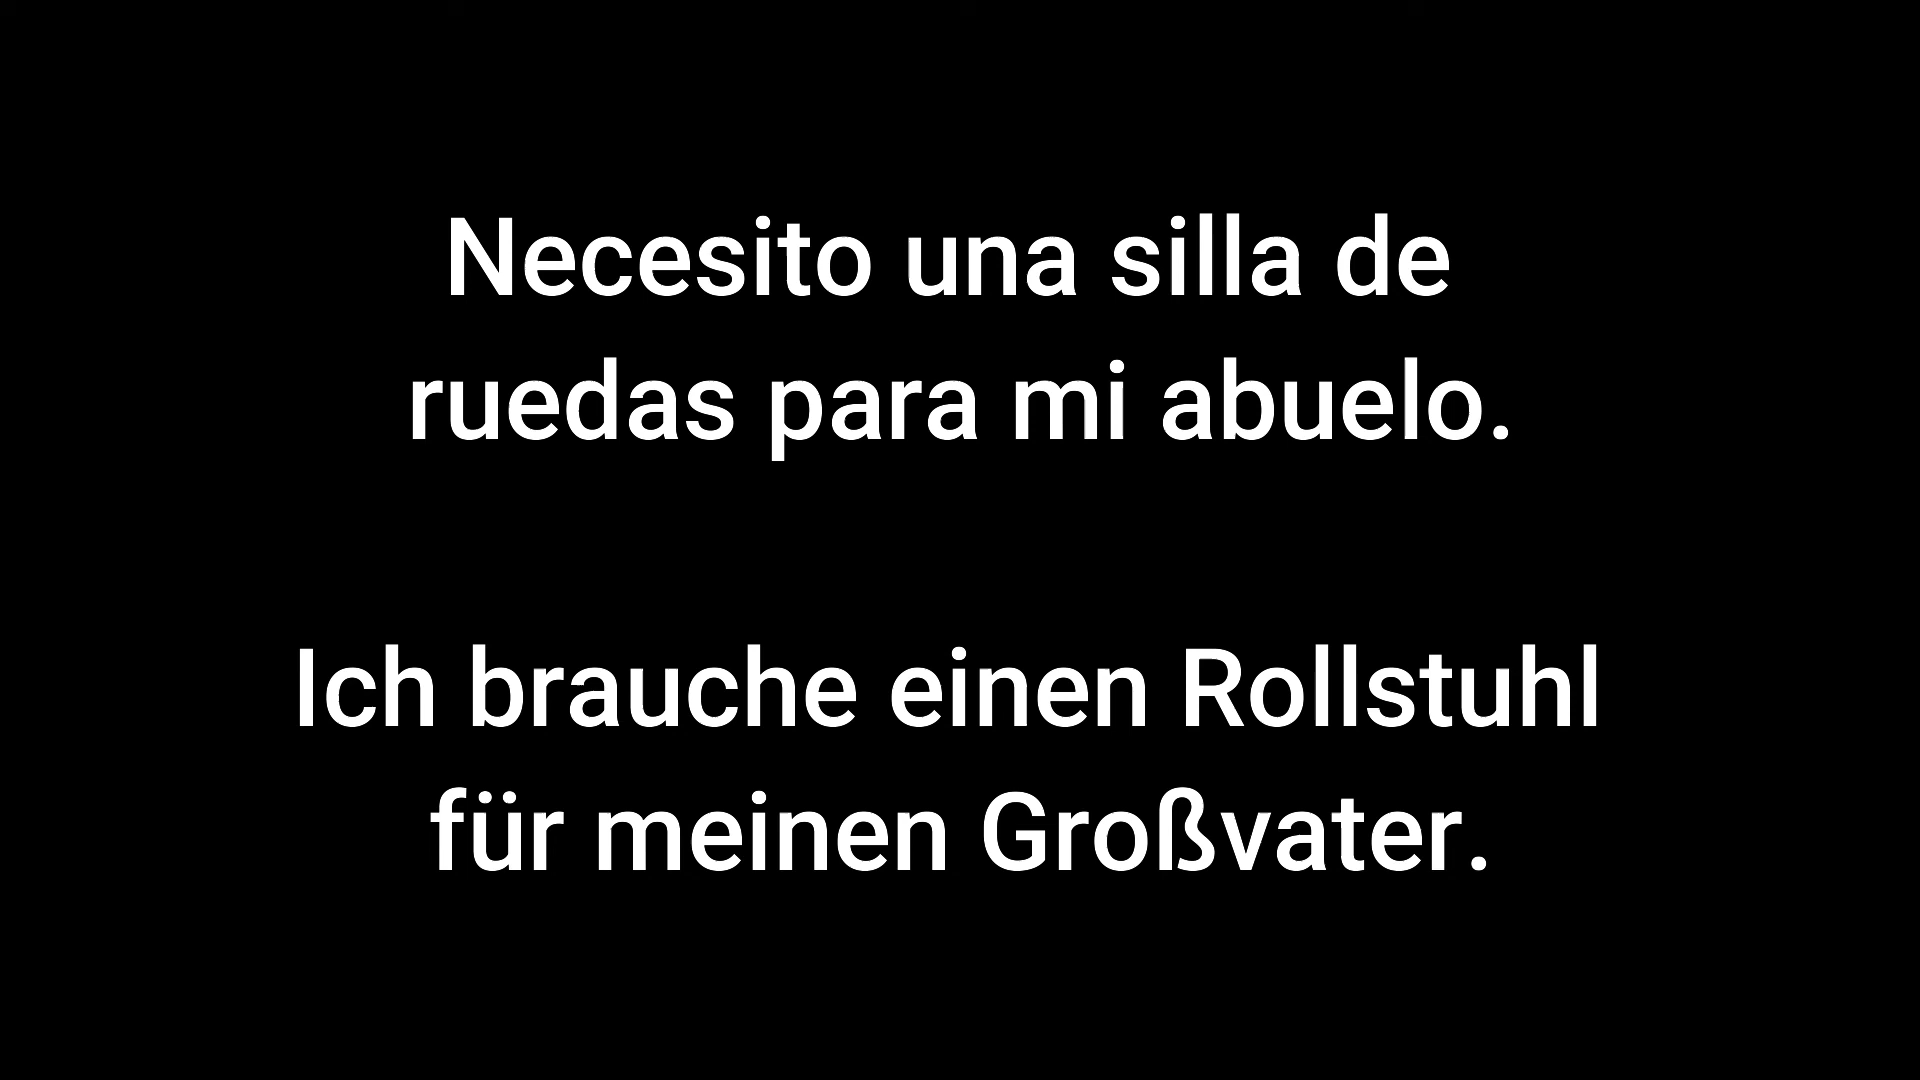 Necesito una silla de
ruedas para mi abuelo.
Ich brauche einen Rollstuhl
für meinen Großvater.